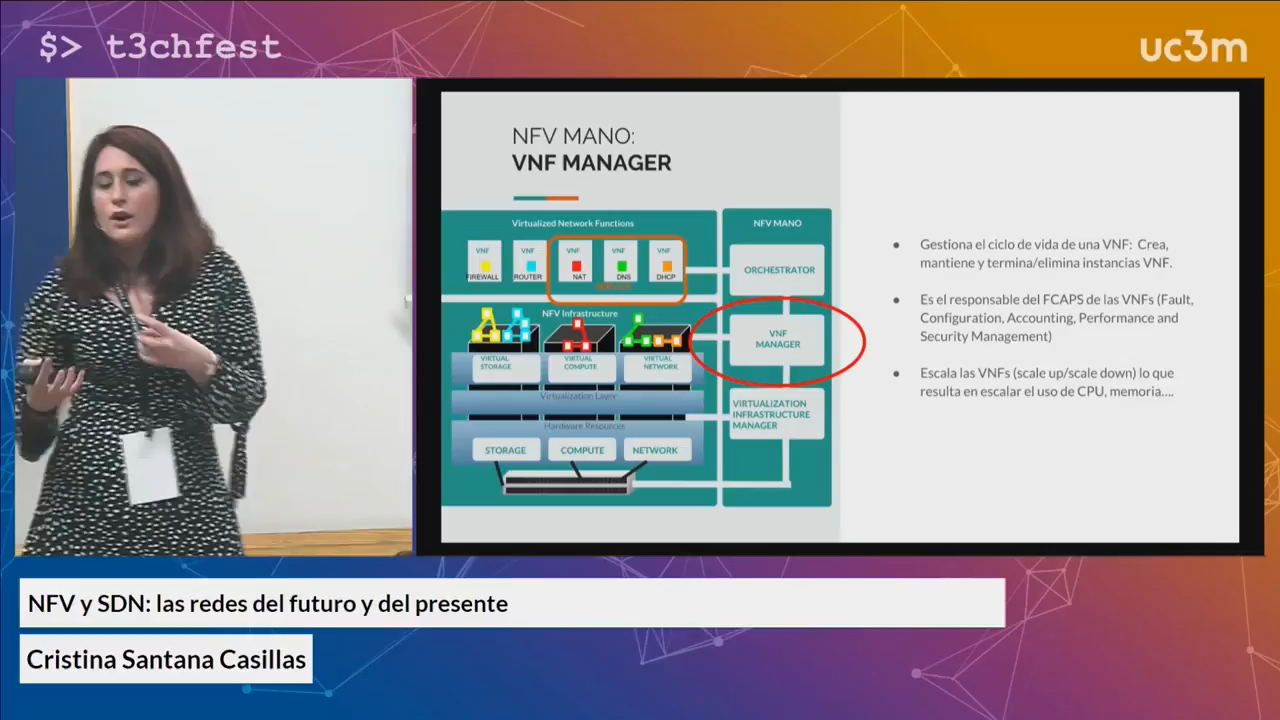 $> t3chfest
uc3m
NFV MANO:
VNF MANAGER
Virtualized Network Functions
VNF
FIREWALL
VNF
ROUTER
VNF
NAT
VNF
DNS
VNF
DHCP
SERVICE
NFV Infrastructure
VIRTUAL
STORAGE
VIRTUAL
COMPUTE
VIRTUAL
NETWORK
Virtualization Layer
Hardware Resources
STORAGE
COMPUTE
NETWORK
NFV MANO
ORCHESTRATOR
VNF
MANAGER
VIRTUALIZATION
INFRASTRUCTURE
MANAGER
● Gestiona el ciclo de vida de una VNF: Crea,
mantiene y termina/elimina instancias VNF.
● Es el responsable del FCAPS de las VNFs (Fault,
Configuration, Accounting, Performance and
Security Management)
● Escala las VNFs (scale up/scale down) lo que
resulta en escalar el uso de CPU, memoria....
NFV y SDN: las redes del futuro y del presente
Cristina Santana Casillas